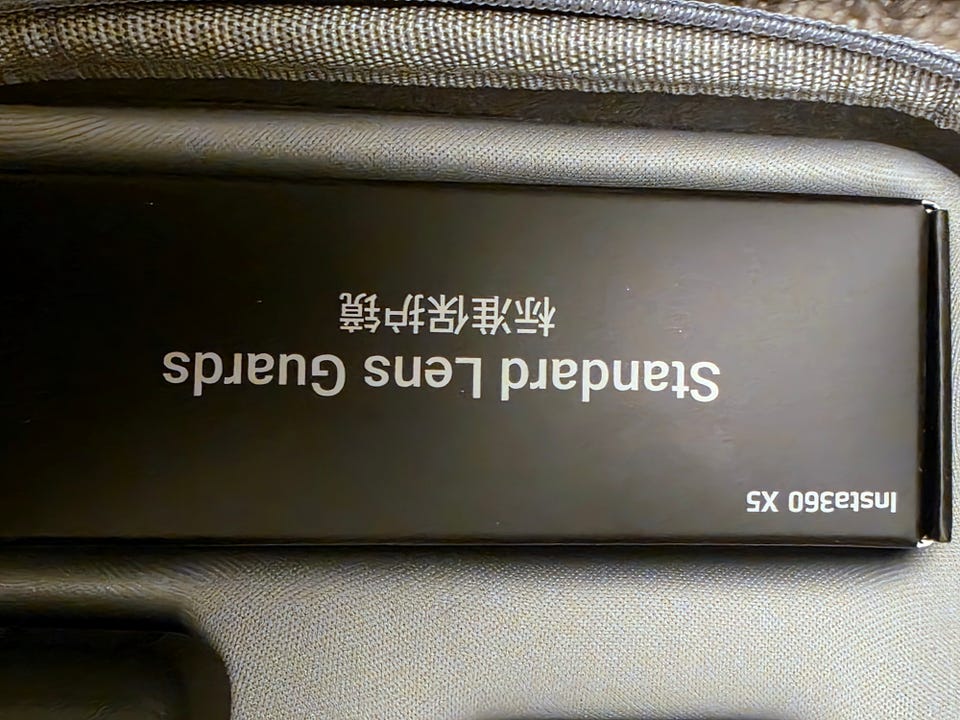 Insta360 X5
Standard Lens Guards
标准保护镜